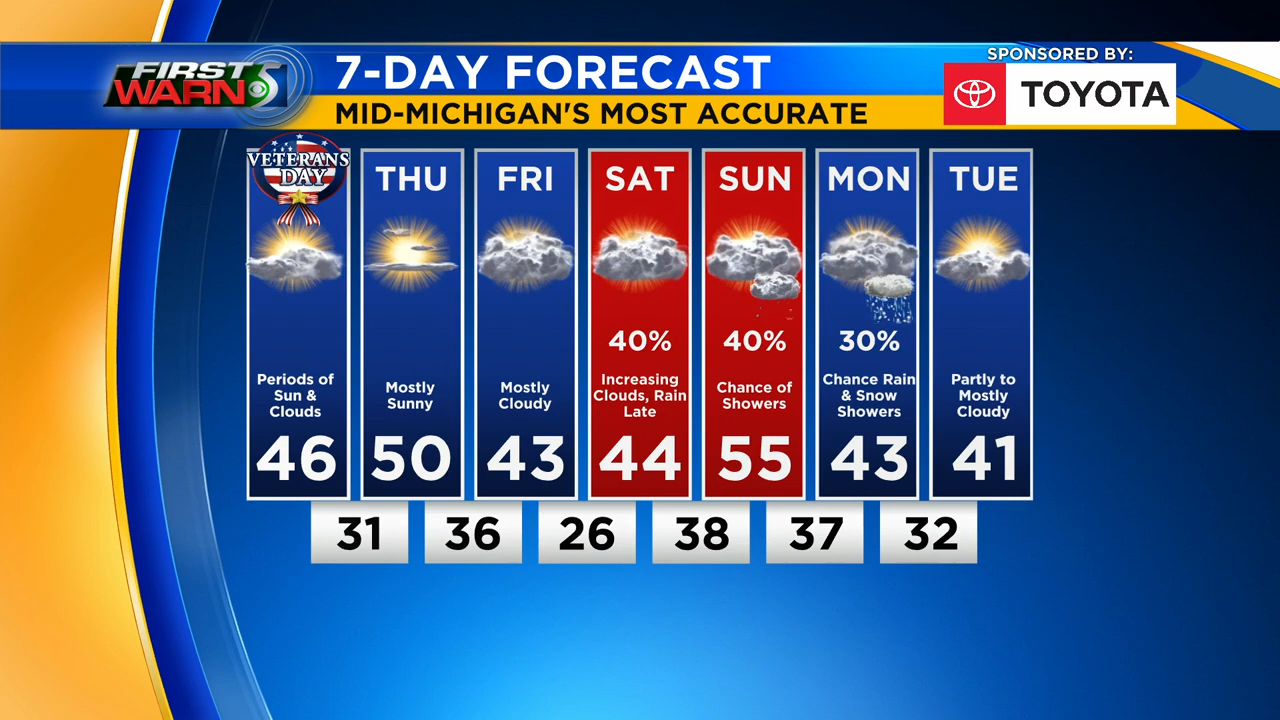 FIRST
WARN 5
7-DAY FORECAST
MID-MICHIGAN'S MOST ACCURATE
SPONSORED BY:
TOYOTA
VETERANS
DAY
THU
FRI
SAT
SUN
MON
TUE
40%
40%
30%
Periods of
Sun &
Clouds
Mostly
Sunny
Mostly
Cloudy
Increasing
Clouds, Rain
Late
Chance of
Showers
Chance Rain
& Snow
Showers
Partly to
Mostly
Cloudy
46
50
43
44
55
43
41
31
36
26
38
37
32